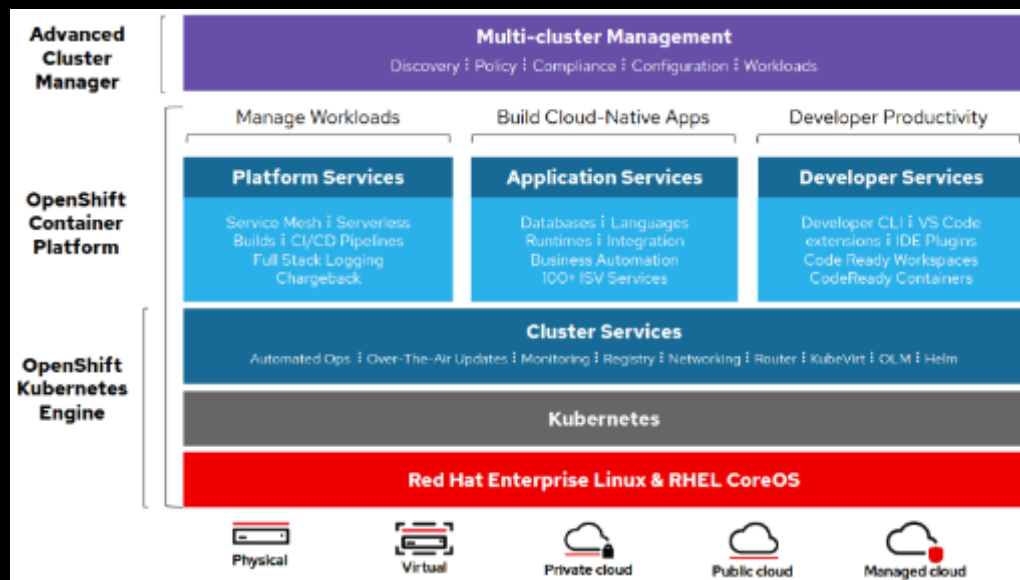 Advanced
Cluster
Manager
Multi-cluster Management
Discovery ⁝ Policy ⁝ Compliance ⁝ Configuration ⁝ Workloads
Manage Workloads
Build Cloud-Native Apps
Developer Productivity
OpenShift
Container
Platform
Platform Services
Service Mesh ⁝ Serverless
Builds ⁝ CI/CD Pipelines
Full Stack Logging
Chargeback
Application Services
Databases ⁝ Languages
Runtimes ⁝ Integration
Business Automation
100+ ISV Services
Developer Services
Developer CLI ⁝ VS Code
extensions ⁝ IDE Plugins
Code Ready Workspaces
CodeReady Containers
OpenShift
Kubernetes
Engine
Cluster Services
Automated Ops ⁝ Over-The-Air Updates ⁝ Monitoring ⁝ Registry ⁝ Networking ⁝ Router ⁝ KubeVirt ⁝ OLM ⁝ Helm
Kubernetes
Red Hat Enterprise Linux & RHEL CoreOS
Physical
Virtual
Private cloud
Public cloud
Managed cloud